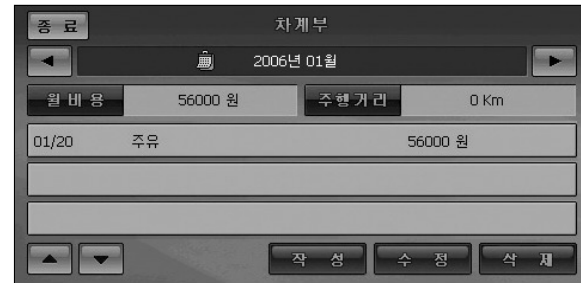 종 료 차계부
2006년 01월
월 비 용 56000 원 주행거리 0 Km
01/20 주유 56000 원
작 성 수 정 삭 제